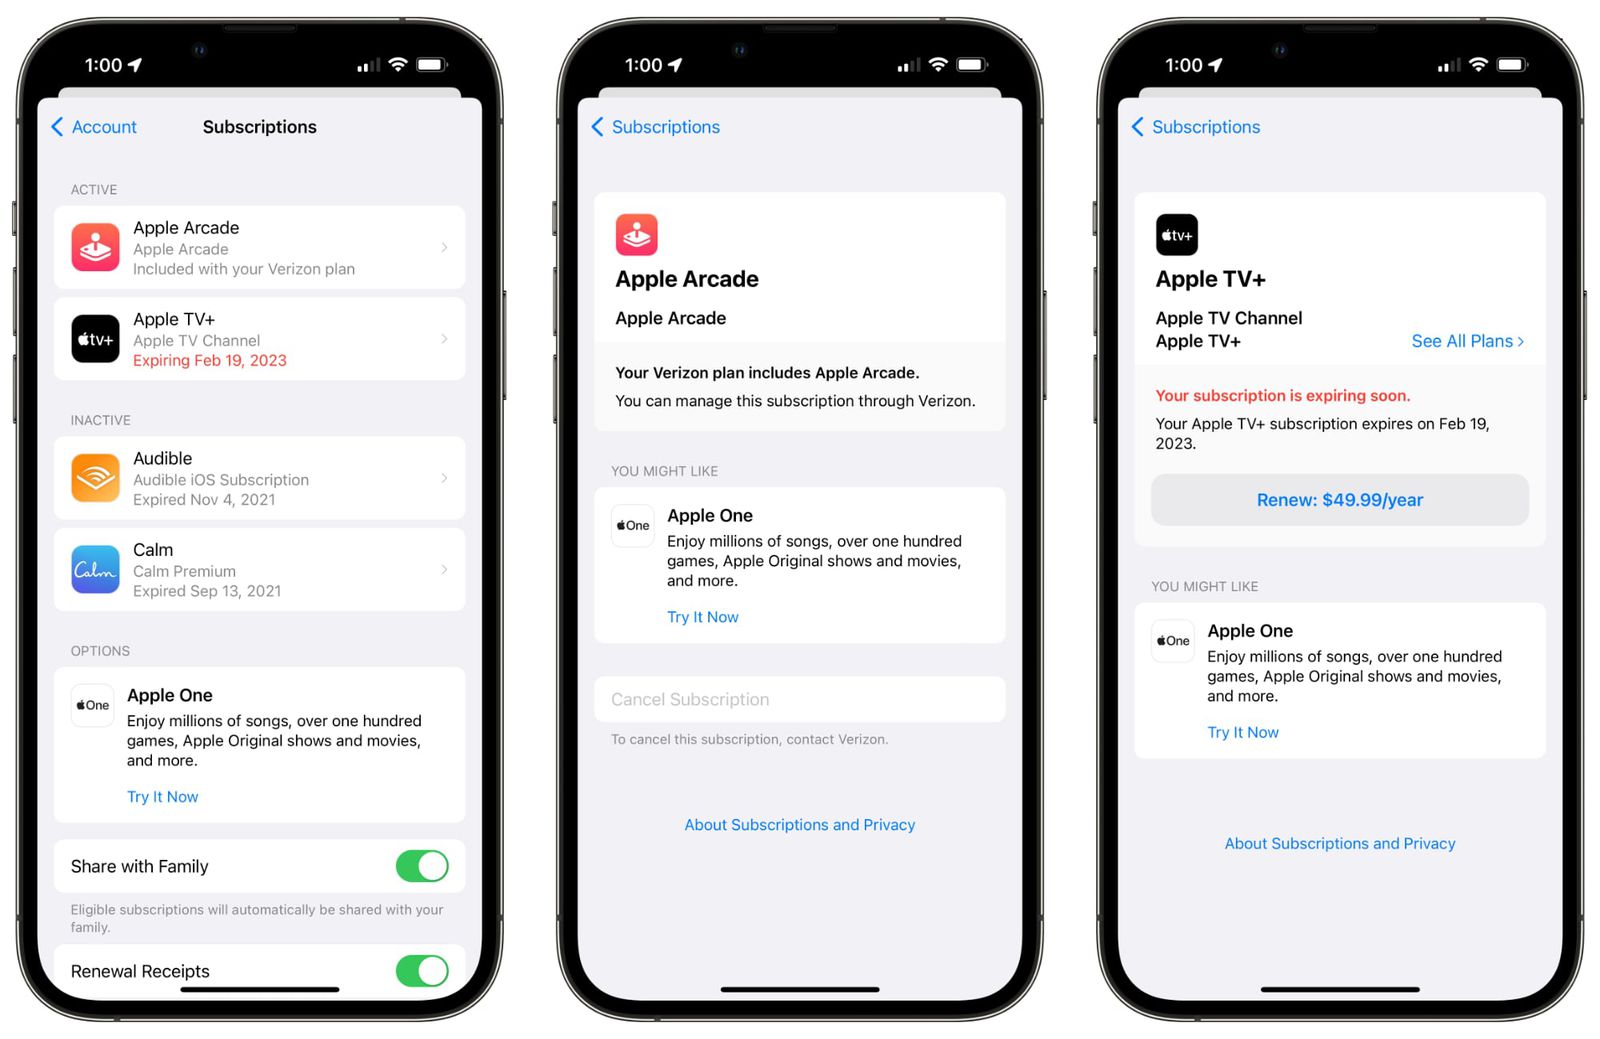 1:00
Account
Subscriptions
ACTIVE
Apple Arcade
Apple Arcade
Included with your Verizon plan
tv+
Apple TV+
Apple TV Channel
Expiring Feb 19, 2023
INACTIVE
Audible
Audible iOS Subscription
Expired Nov 4, 2021
Calm
Calm
Calm Premium
Expired Sep 13, 2021
OPTIONS
One
Apple One
Enjoy millions of songs, over one hundred
games, Apple Original shows and movies,
and more.
Try It Now
Share with Family
Eligible subscriptions will automatically be shared with your
family.
Renewal Receipts
1:00
Subscriptions
Apple Arcade
Apple Arcade
Your Verizon plan includes Apple Arcade.
You can manage this subscription through Verizon.
YOU MIGHT LIKE
One
Apple One
Enjoy millions of songs, over one hundred
games, Apple Original shows and movies,
and more.
Try It Now
Cancel Subscription
To cancel this subscription, contact Verizon.
About Subscriptions and Privacy
1:00
Subscriptions
tv+
Apple TV+
Apple TV Channel
Apple TV+
See All Plans
Your subscription is expiring soon.
Your Apple TV+ subscription expires on Feb 19,
2023.
Renew: $49.99/year
YOU MIGHT LIKE
One
Apple One
Enjoy millions of songs, over one hundred
games, Apple Original shows and movies,
and more.
Try It Now
About Subscriptions and Privacy